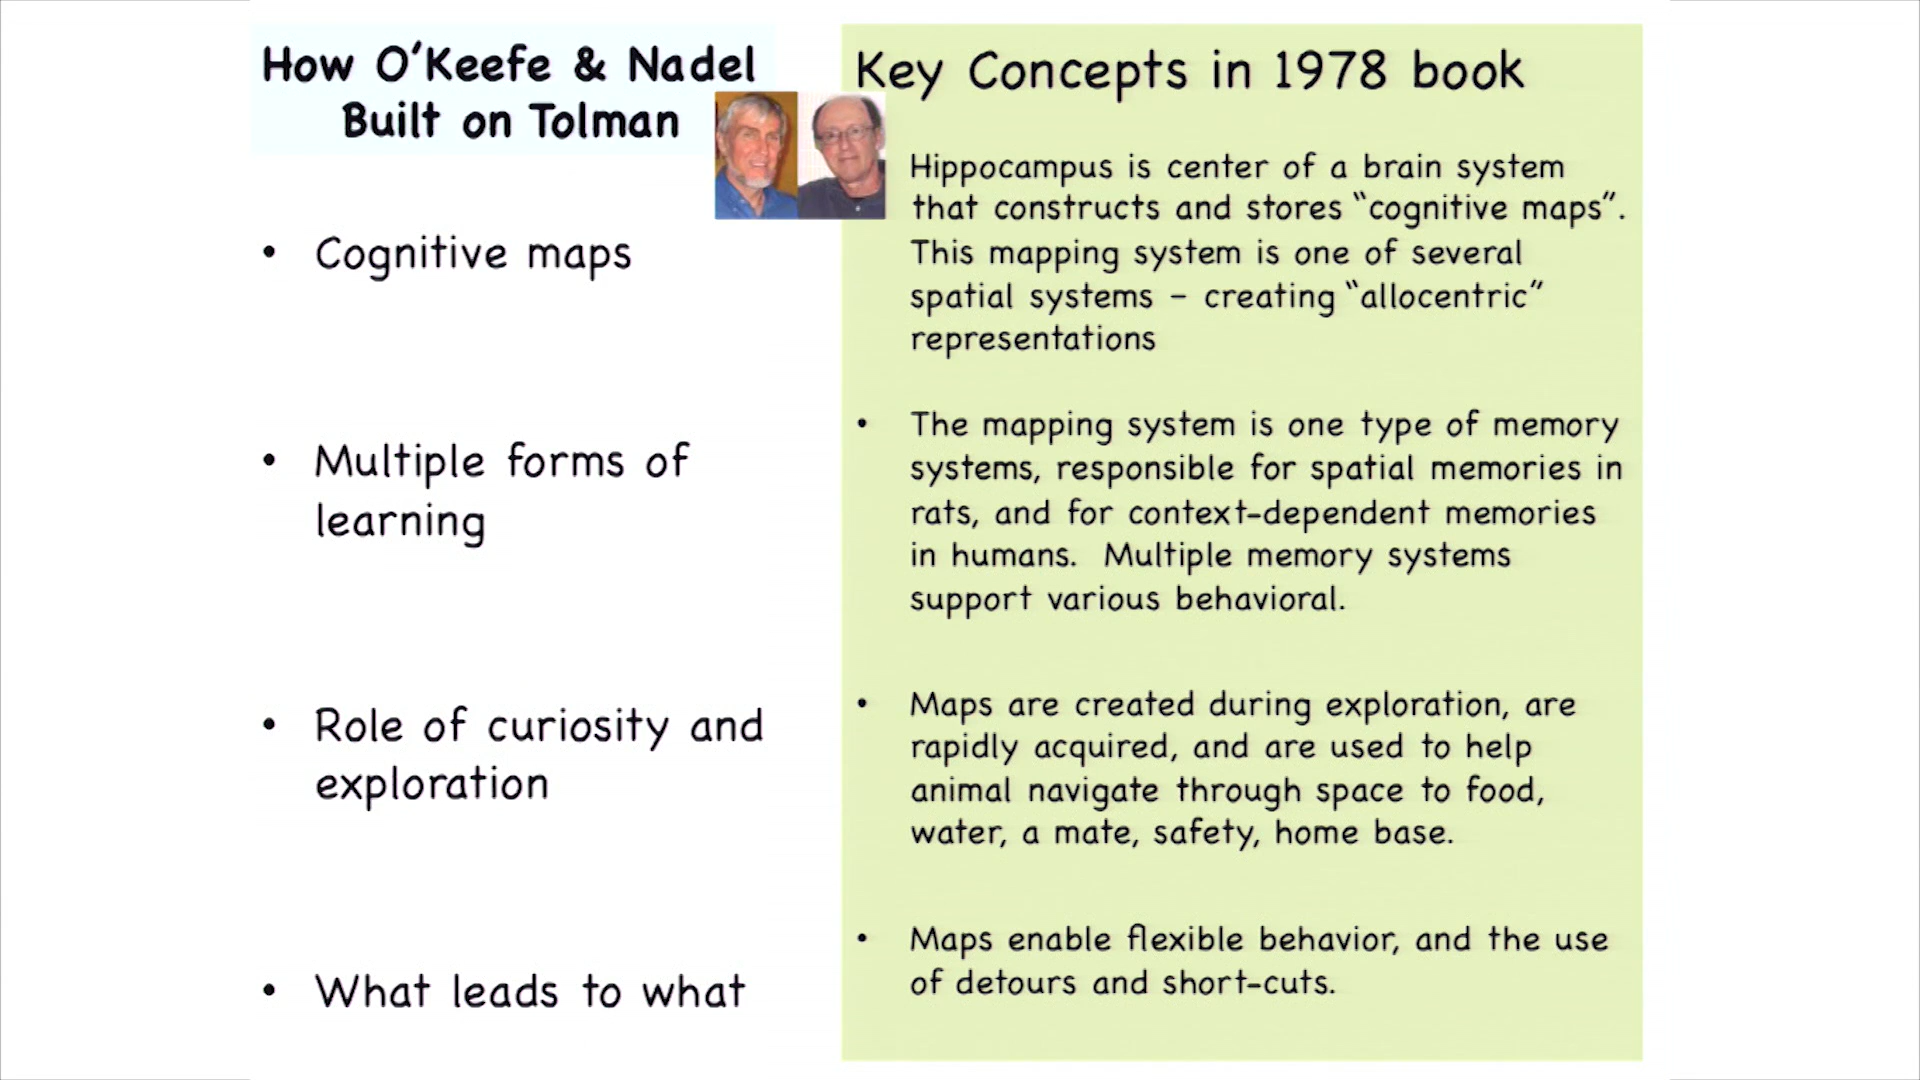 How O'Keefe & Nadel
Built on Tolman
• Cognitive maps
• Multiple forms of
learning
• Role of curiosity and
exploration
• What leads to what
Key Concepts in 1978 book
Hippocampus is center of a brain system
that constructs and stores “cognitive maps”.
This mapping system is one of several
spatial systems – creating “allocentric”
representations
• The mapping system is one type of memory
systems, responsible for spatial memories in
rats, and for context-dependent memories
in humans. Multiple memory systems
support various behavioral.
• Maps are created during exploration, are
rapidly acquired, and are used to help
animal navigate through space to food,
water, a mate, safety, home base.
• Maps enable flexible behavior, and the use
of detours and short-cuts.